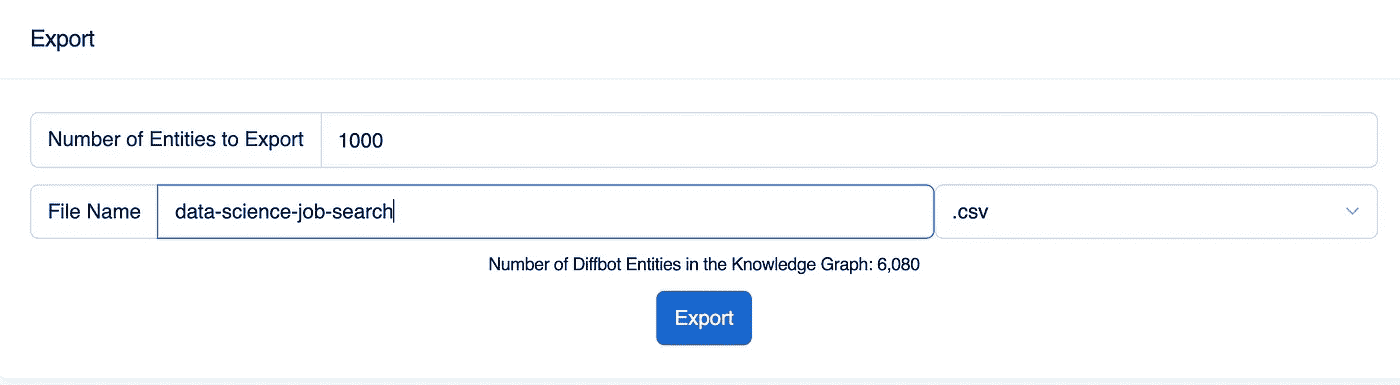 Export
Number of Entities to Export 1000
File Name data-science-job-search .csv
Number of Diffbot Entities in the Knowledge Graph: 6,080
Export